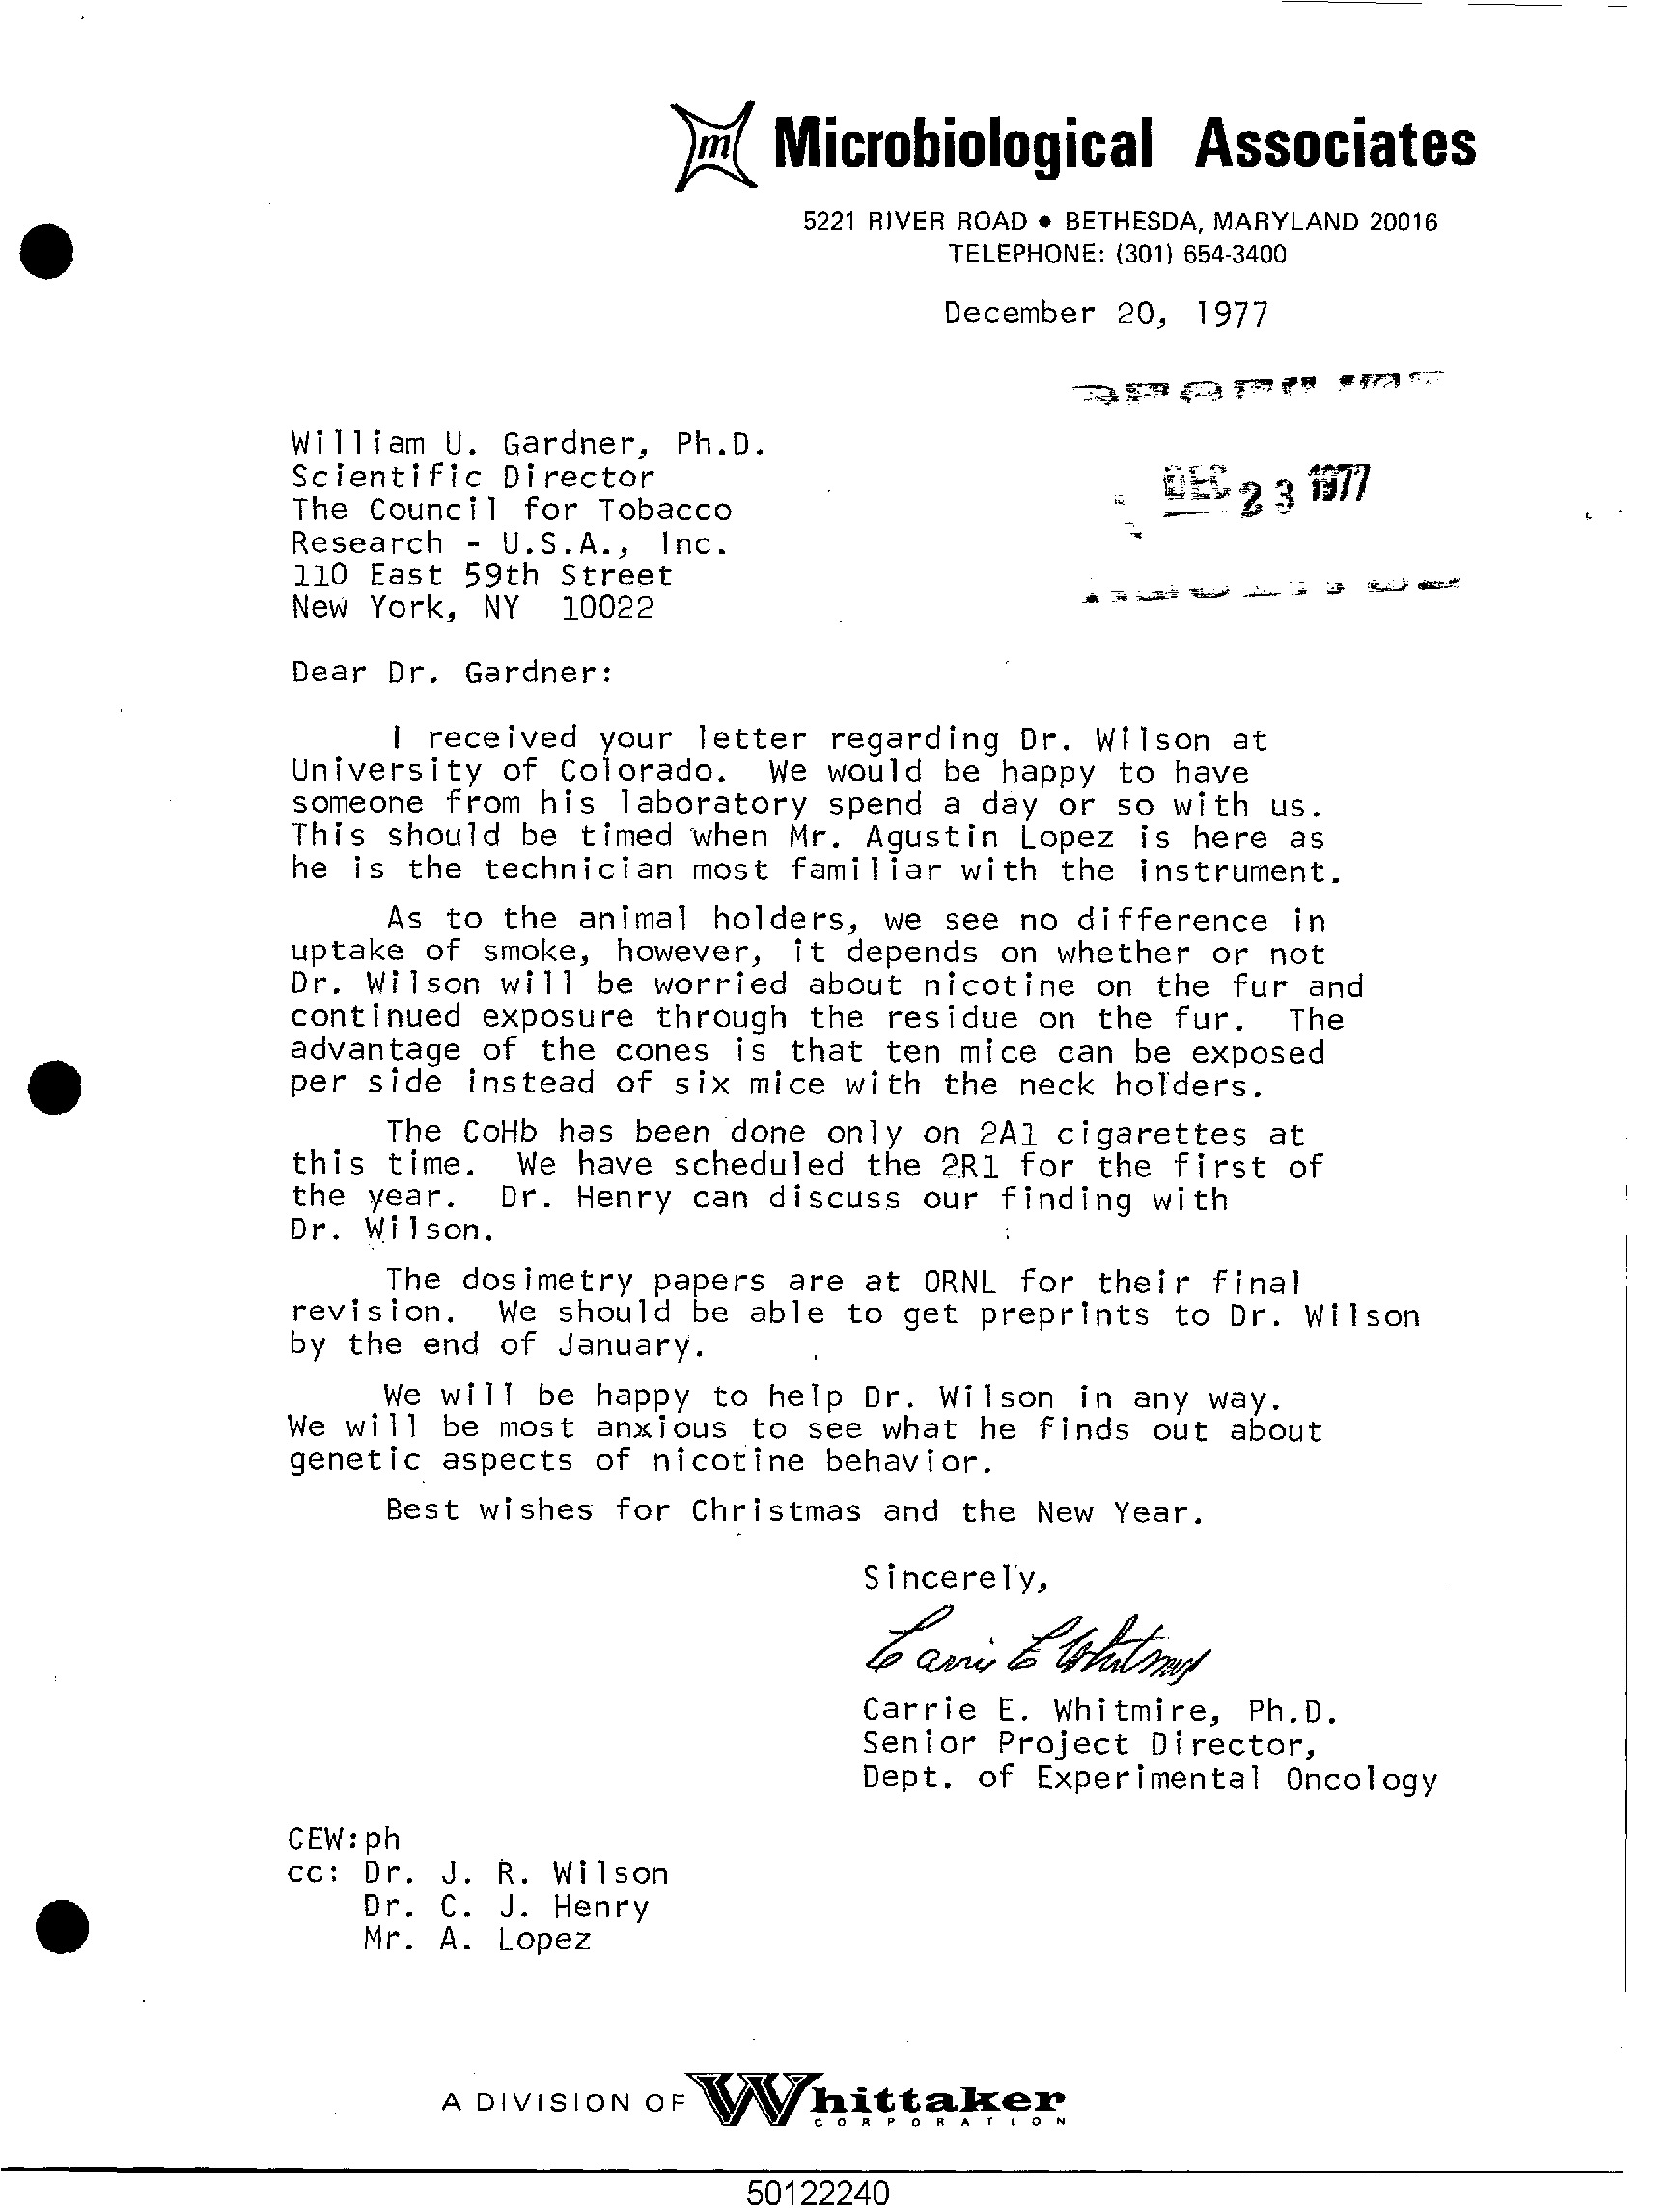 m Microbiological Associates
5221 RIVER ROAD • BETHESDA, MARYLAND 20016
TELEPHONE: (301) 654-3400
December 20, 1977
William U. Gardner, Ph.D.
Scientific Director
The Council for Tobacco
Research - U.S.A., Inc.
110 East 59th Street
New York, NY 10022
DEC 23 1977
Dear Dr. Gardner:
I received your letter regarding Dr. Wilson at
University of Colorado. We would be happy to have
someone from his laboratory spend a day or so with us.
This should be timed when Mr. Agustin Lopez is here as
he is the technician most familiar with the instrument.
As to the animal holders, we see no difference in
uptake of smoke, however, it depends on whether or not
Dr. Wilson will be worried about nicotine on the fur and
continued exposure through the residue on the fur. The
advantage of the cones is that ten mice can be exposed
per side instead of six mice with the neck holders.
The CoHb has been done only on 2A1 cigarettes at
this time. We have scheduled the 2R1 for the first of
the year. Dr. Henry can discuss our finding with
Dr. Wilson.
The dosimetry papers are at ORNL for their final
revision. We should be able to get preprints to Dr. Wilson
by the end of January.
We will be happy to help Dr. Wilson in any way.
We will be most anxious to see what he finds out about
genetic aspects of nicotine behavior.
Best wishes for Christmas and the New Year.
Sincerely,
Carrie E Whitmire
Carrie E. Whitmire, Ph.D.
Senior Project Director,
Dept. of Experimental Oncology
CEW:ph
cc: Dr. J. R. Wilson
Dr. C. J. Henry
Mr. A. Lopez
A DIVISION OF Whittaker
CORPORATION
50122240